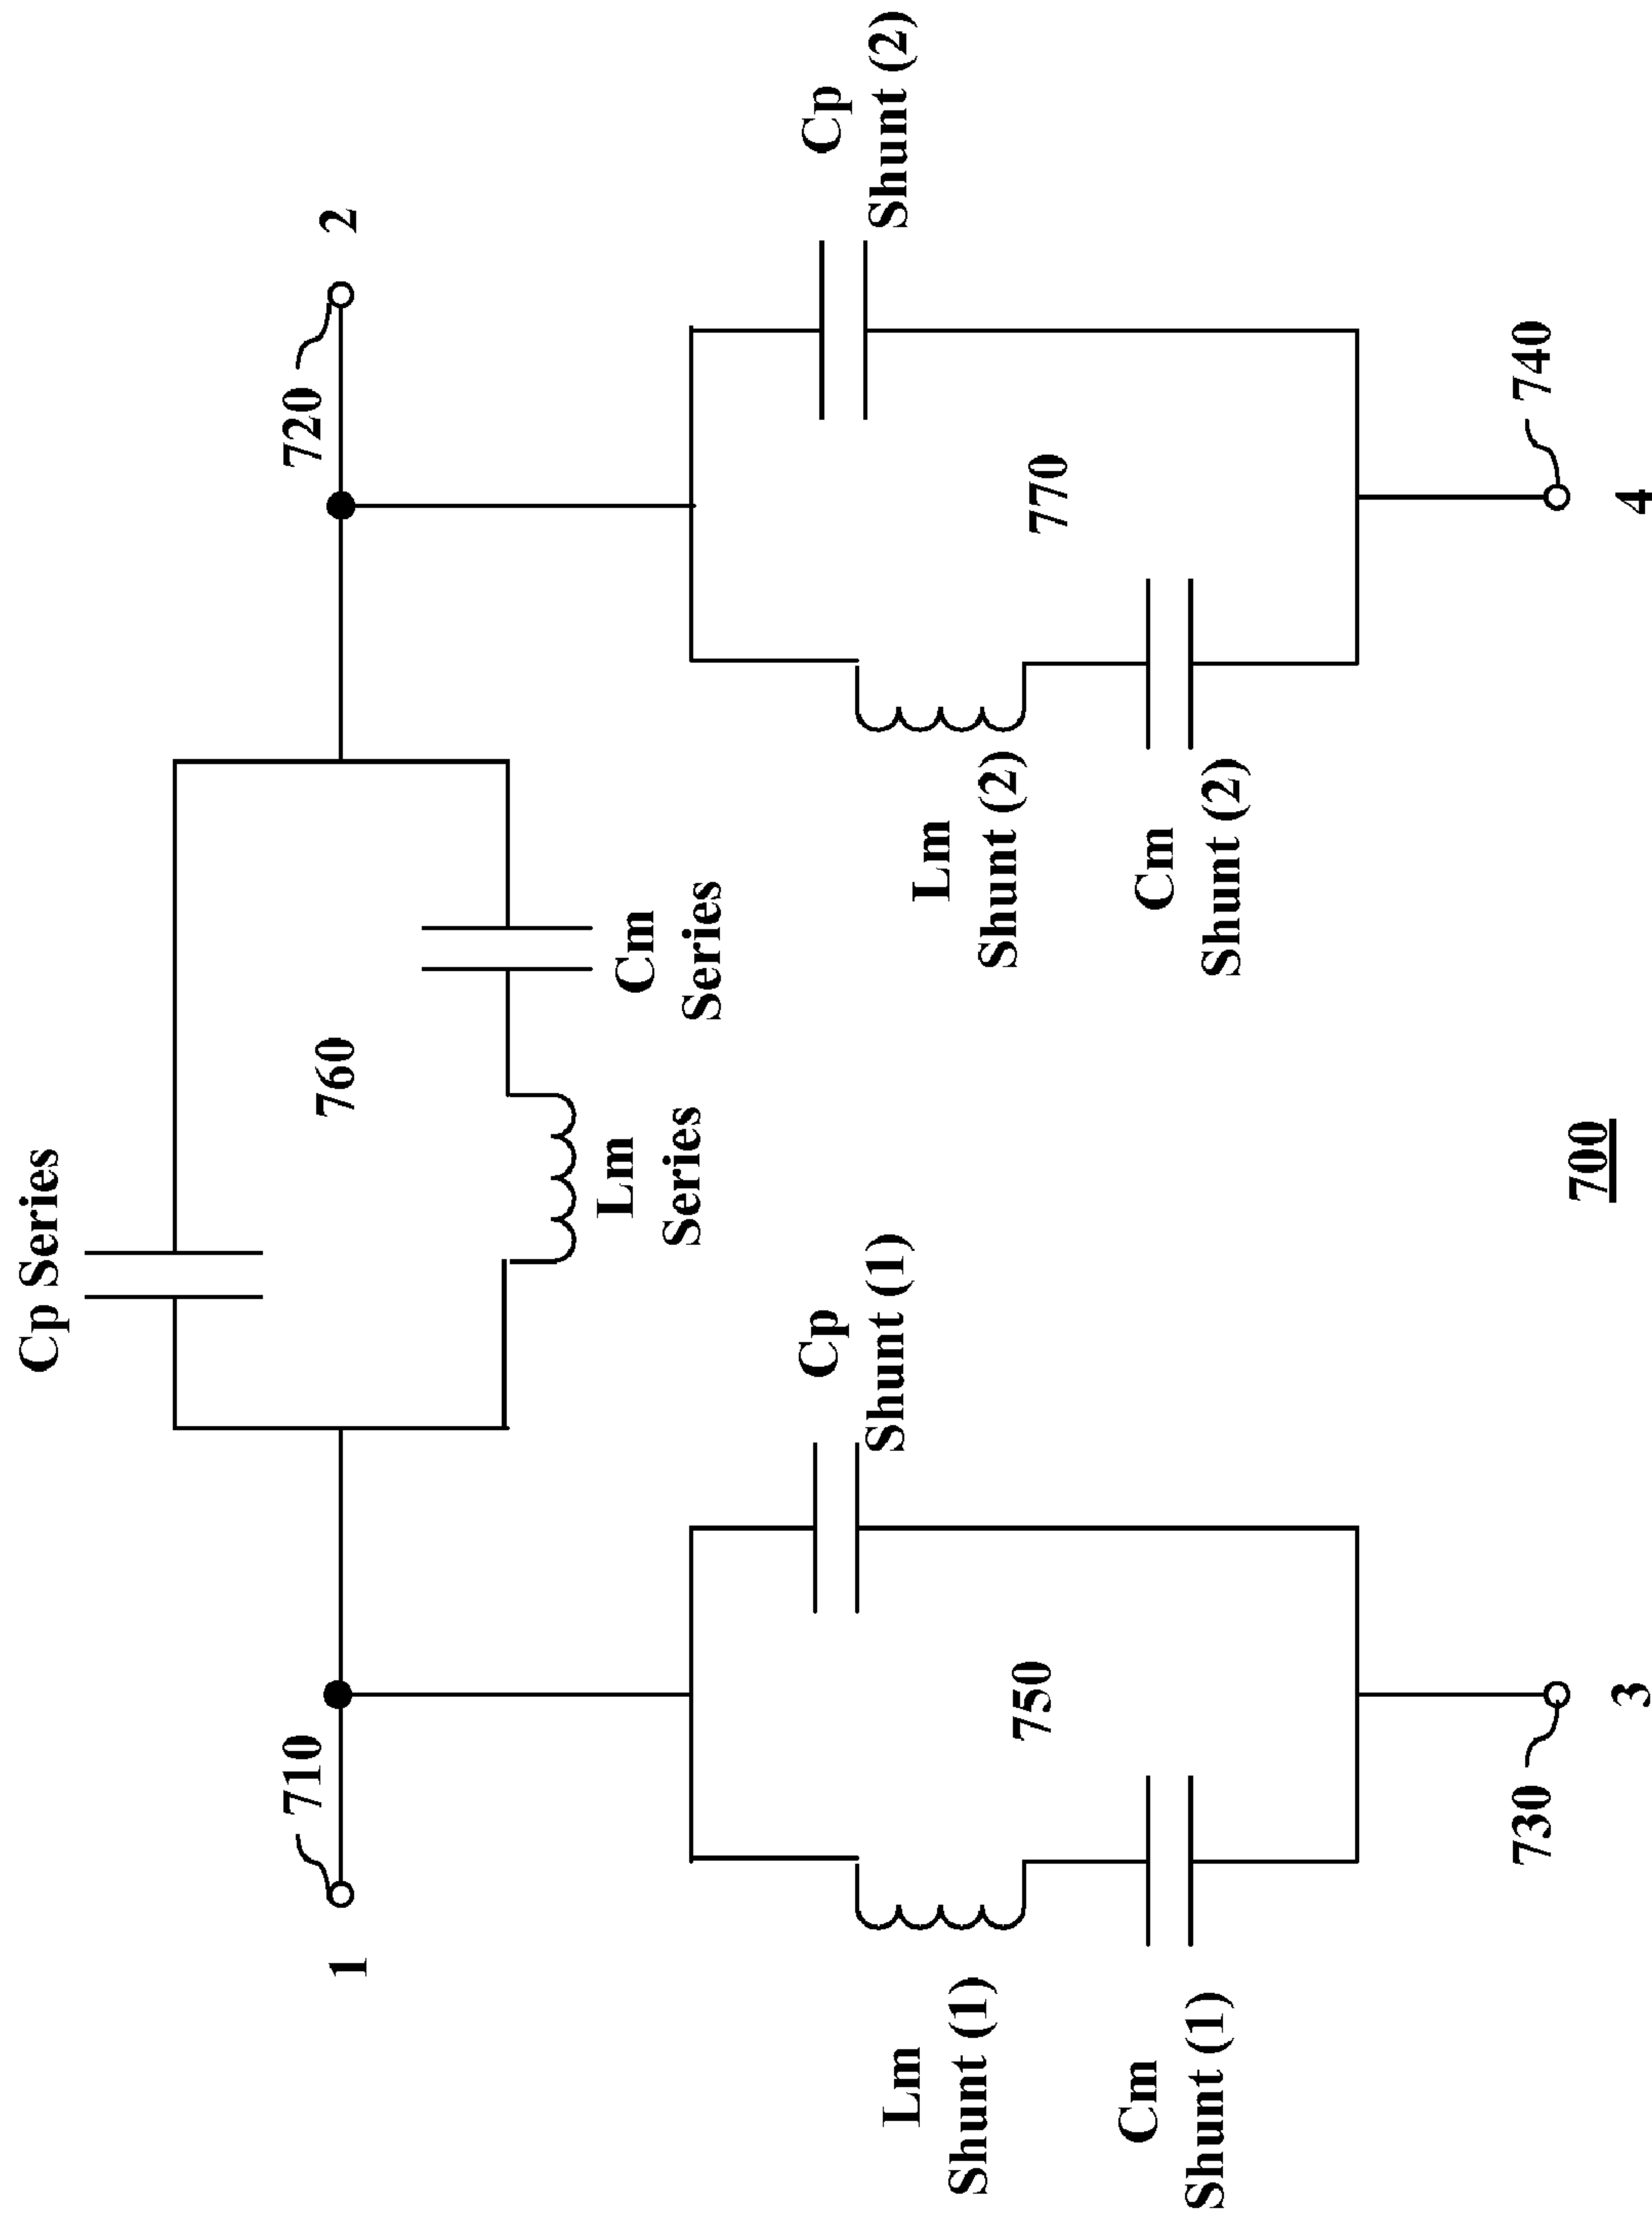 Cp Series
760
Cm
Series
Lm
Series
710
720
1
2
Lm
Shunt (1)
Cm
Shunt (1)
750
Cp
Shunt (1)
Lm
Shunt (2)
Cm
Shunt (2)
770
Cp
Shunt (2)
730
3
740
4
700